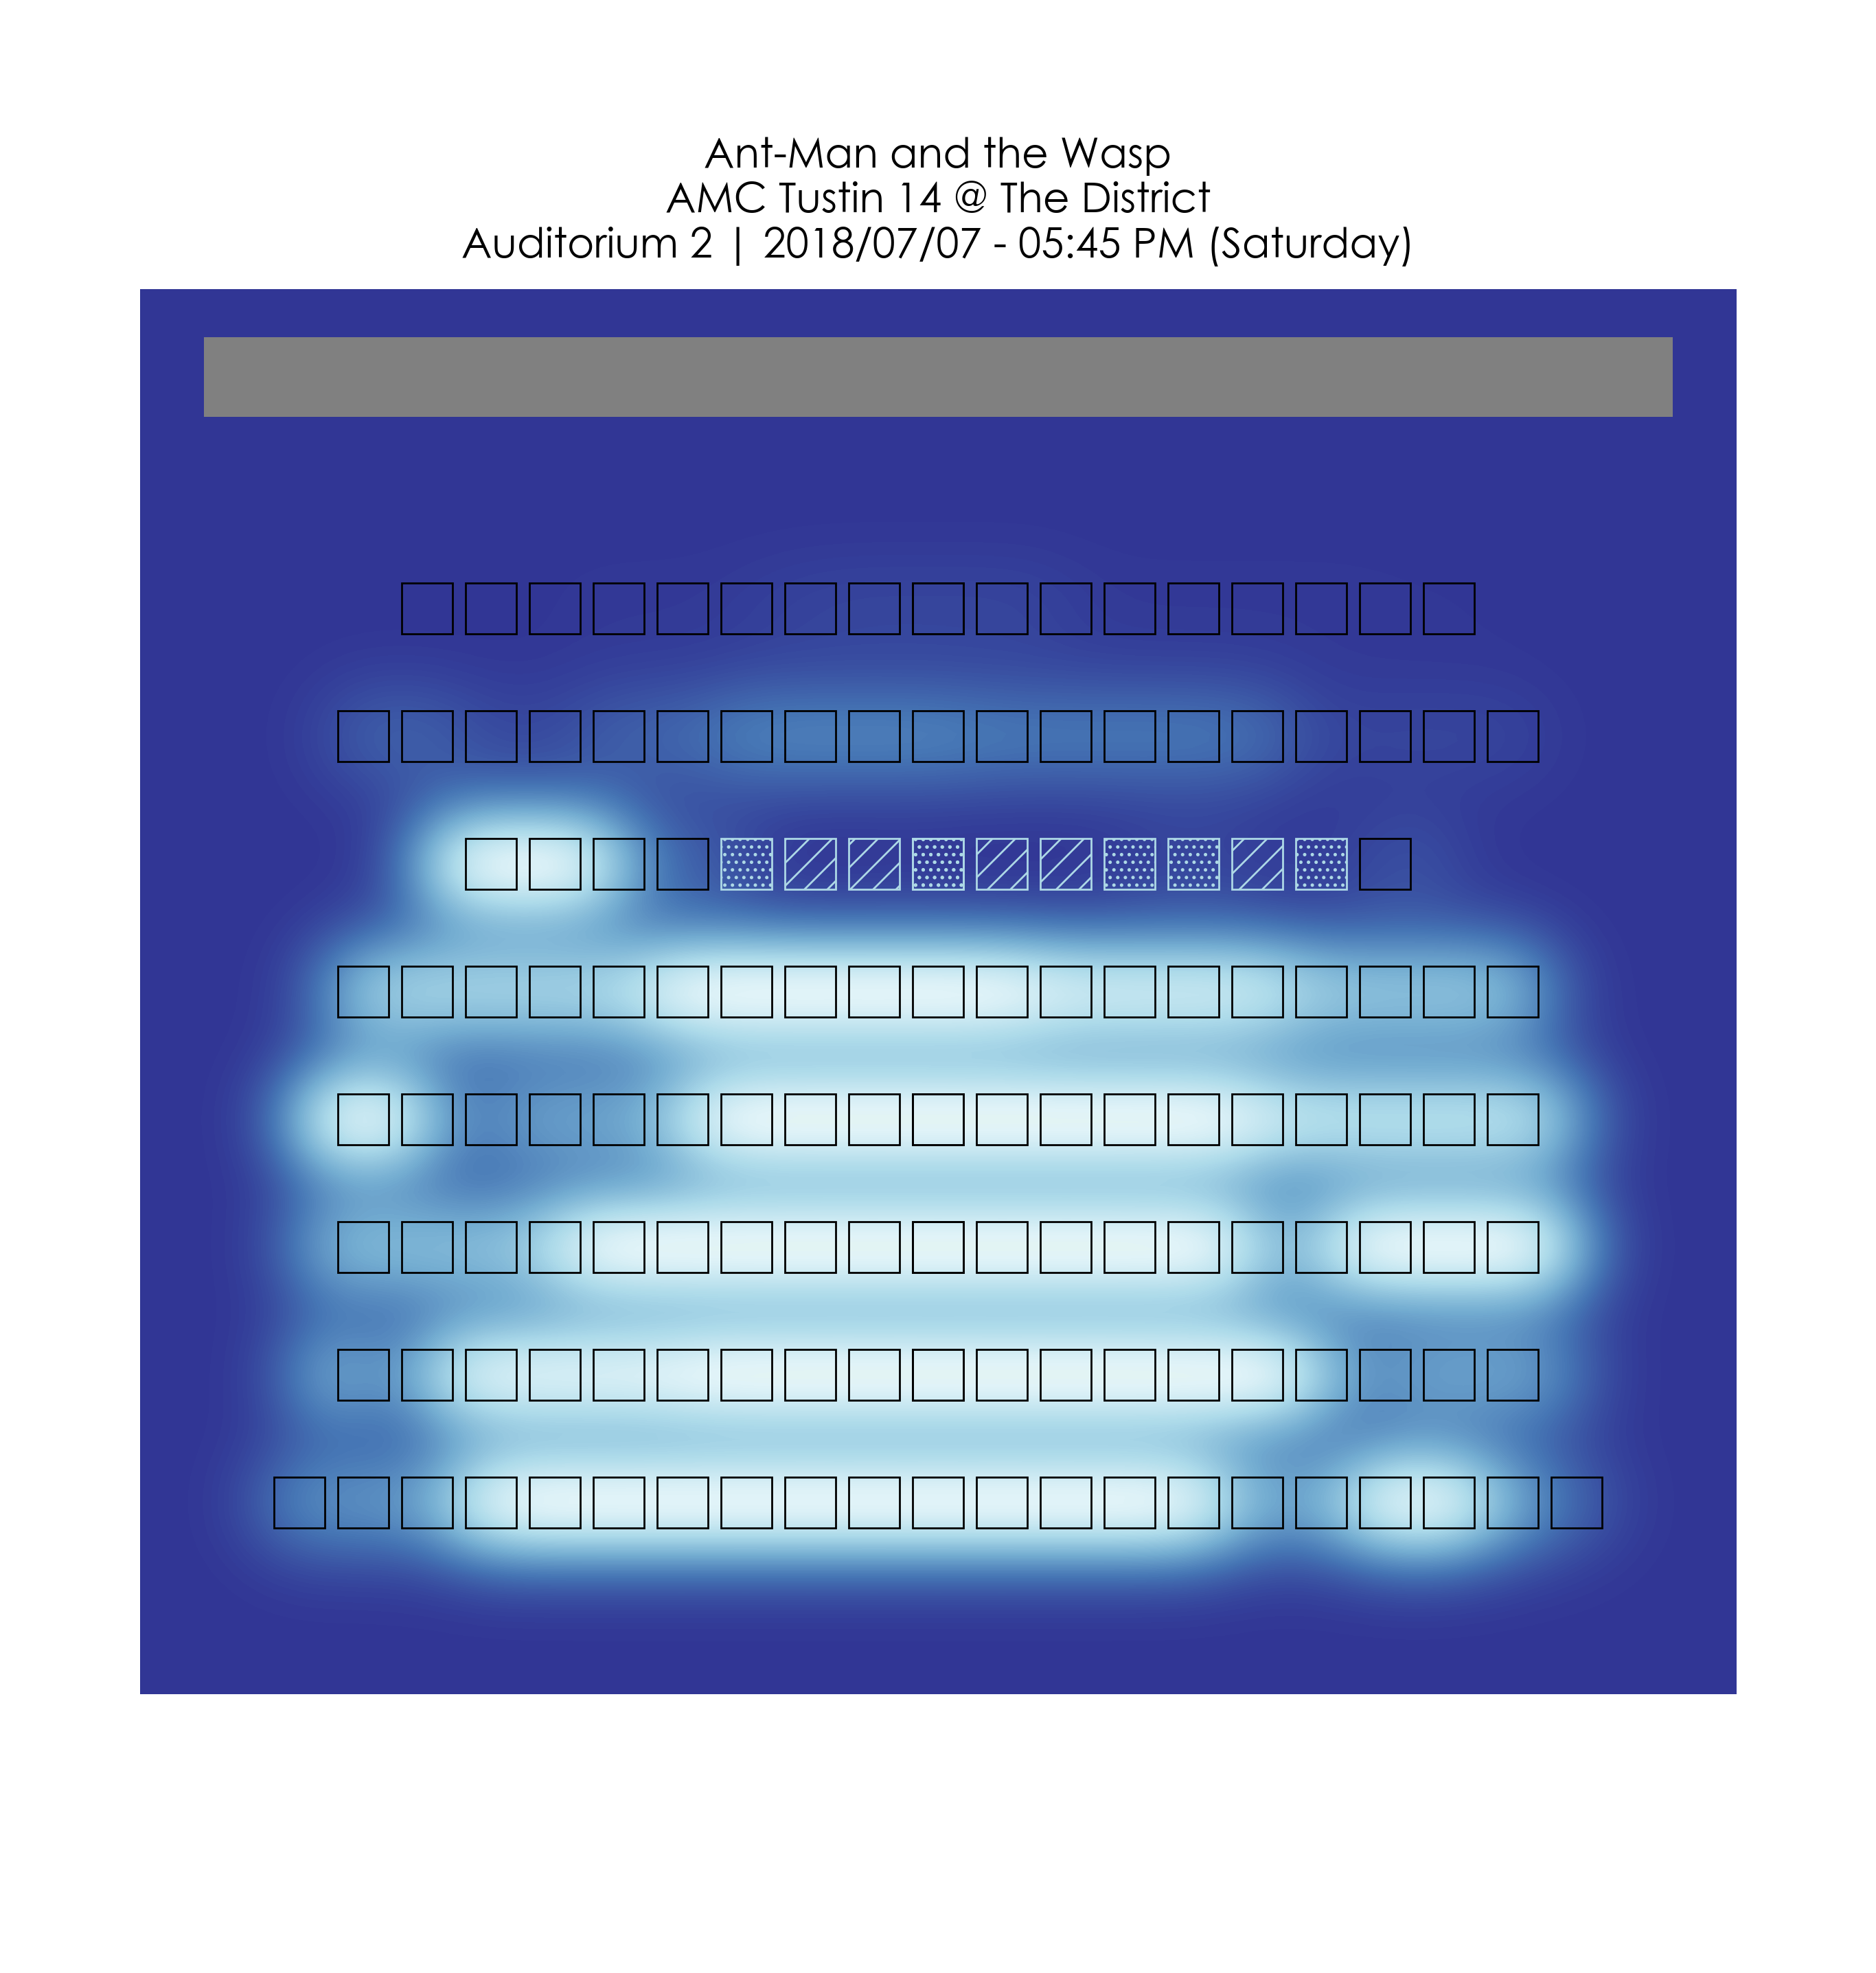 Ant-Man and the Wasp
AMC Tustin 14 @ The District
Auditorium 2 | 2018/07/07 - 05:45 PM (Saturday)